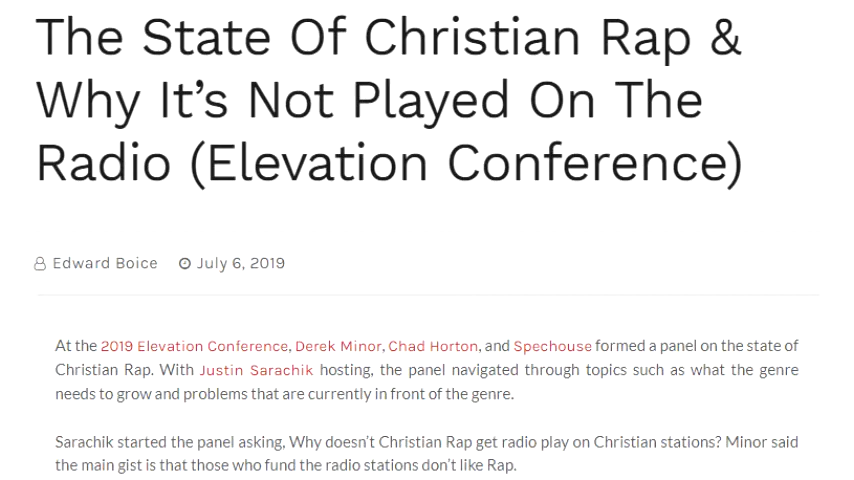 The State Of Christian Rap &
Why It’s Not Played On The
Radio (Elevation Conference)
Edward Boice July 6, 2019
At the 2019 Elevation Conference, Derek Minor, Chad Horton, and Spechouse formed a panel on the state of
Christian Rap. With Justin Sarachik hosting, the panel navigated through topics such as what the genre
needs to grow and problems that are currently in front of the genre.
Sarachik started the panel asking, Why doesn’t Christian Rap get radio play on Christian stations? Minor said
the main gist is that those who fund the radio stations don’t like Rap.